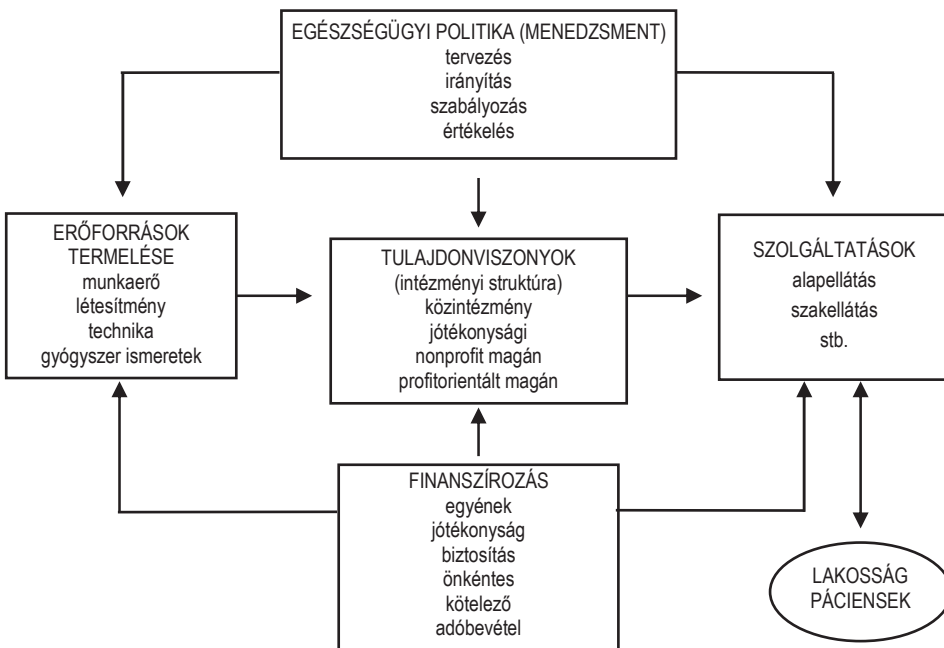 EGÉSZSÉGÜGYI POLITIKA (MENEDZSMENT)
tervezés
irányítás
szabályozás
értékelés
ERŐFORRÁSOK
TERMELÉSE
munkaerő
létesítmény
technika
gyógyszer ismeretek
TULAJDONVISZONYOK
(intézményi struktúra)
közintézmény
jótékonysági
nonprofit magán
profitorientált magán
SZOLGÁLTATÁSOK
alapellátás
szakellátás
stb.
FINANSZÍROZÁS
egyének
jótékonyság
biztosítás
önkéntes
kötelező
adóbevétel
LAKOSSÁG
PÁCIENSEK